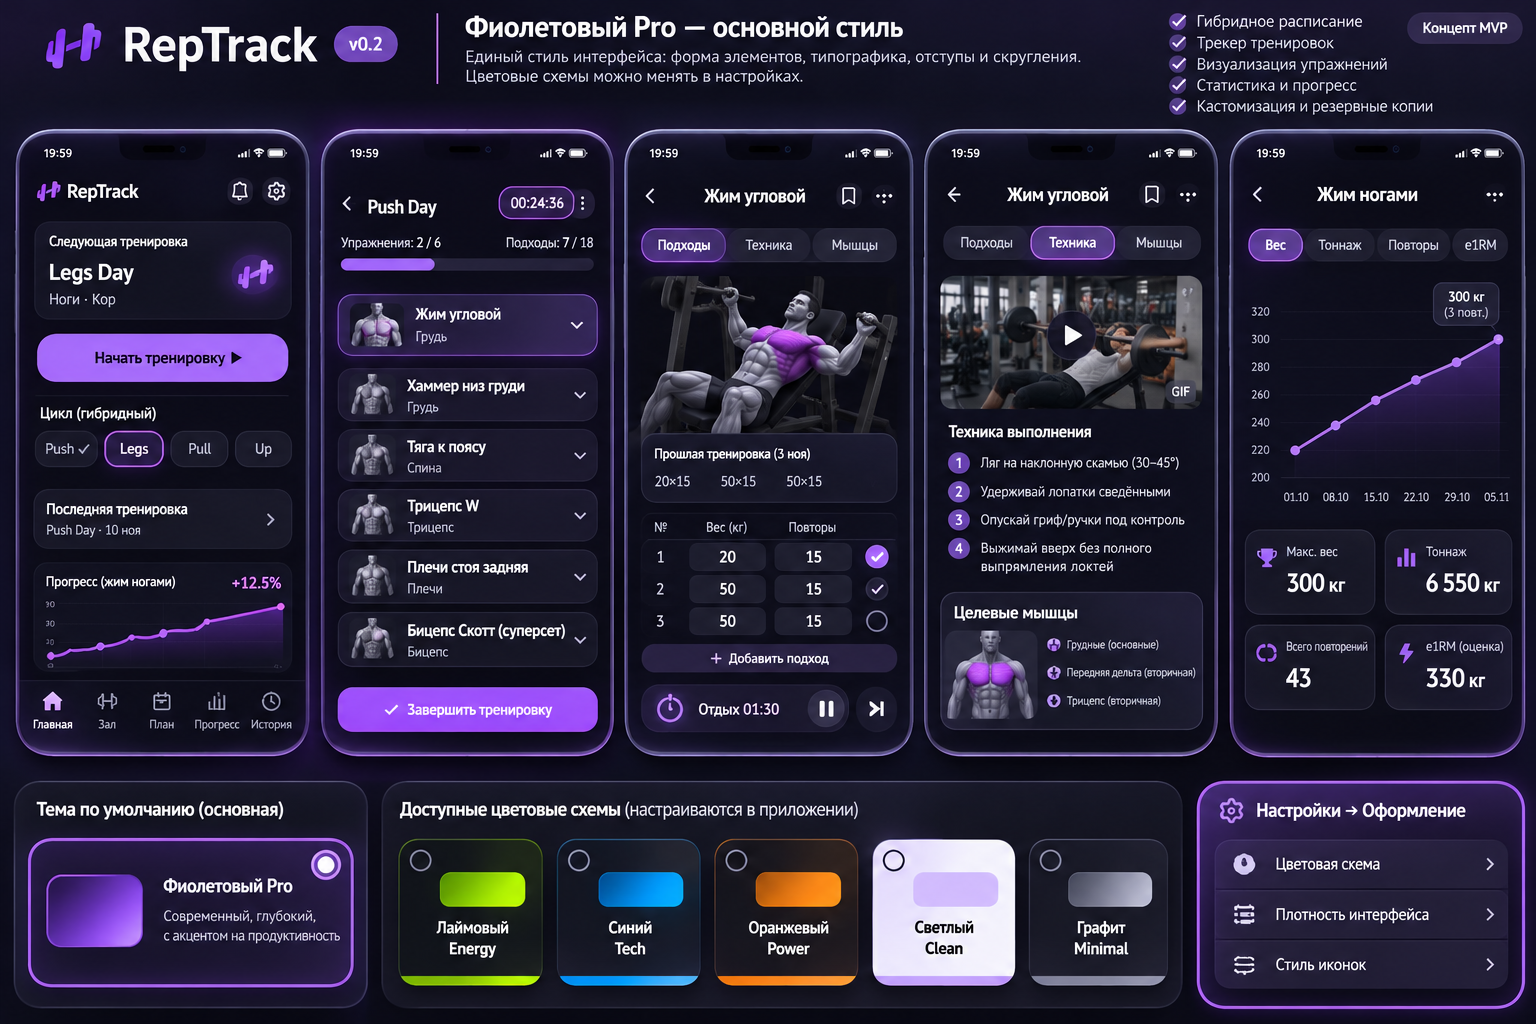 RepTrack
v0.2
Фиолетовый Pro — основной стиль
Единый стиль интерфейса: форма элементов, типографика, отступы и скругления.
Цветовые схемы можно менять в настройках.
Гибридное расписание
Трекер тренировок
Визуализация упражнений
Статистика и прогресс
Кастомизация и резервные копии
Концепт MVP
19:59
RepTrack
Следующая тренировка
Legs Day
Ноги · Кор
Начать тренировку
Цикл (гибридный)
Push
Legs
Pull
Up
Последняя тренировка
Push Day · 10 ноя
Прогресс (жим ногами)
+12.5%
Главная
Зал
План
Прогресс
История
19:59
Push Day
00:24:36
Упражнения: 2 / 6
Подходы: 7 / 18
Жим угловой
Грудь
Хаммер низ груди
Грудь
Тяга к поясу
Спина
Трицепс W
Трицепс
Плечи стоя задняя
Плечи
Бицепс Скотт (суперсет)
Бицепс
Завершить тренировку
19:59
Жим угловой
Подходы
Техника
Мышцы
Прошлая тренировка (3 ноя)
20×15
50×15
50×15
№
Вес (кг)
Повторы
1
20
15
2
50
15
3
50
15
+ Добавить подход
Отдых 01:30
19:59
Жим угловой
Подходы
Техника
Мышцы
GIF
Техника выполнения
1
Ляг на наклонную скамью (30–45°)
2
Удерживай лопатки сведёнными
3
Опускай гриф/ручки под контроль
4
Выжимай вверх без полного
выпрямления локтей
Целевые мышцы
Грудные (основные)
Передняя дельта (вторичная)
Трицепс (вторичная)
19:59
Жим ногами
Вес
Тоннаж
Повторы
e1RM
300 кг
(3 повт.)
320
300
280
260
240
220
200
01.10
08.10
15.10
22.10
29.10
05.11
Макс. вес
300 кг
Тоннаж
6 550 кг
Всего повторений
43
e1RM (оценка)
330 кг
Тема по умолчанию (основная)
Фиолетовый Pro
Современный, глубокий,
с акцентом на продуктивность
Доступные цветовые схемы (настраиваются в приложении)
Лаймовый
Energy
Синий
Tech
Оранжевый
Power
Светлый
Clean
Графит
Minimal
Настройки → Оформление
Цветовая схема
Плотность интерфейса
Стиль иконок